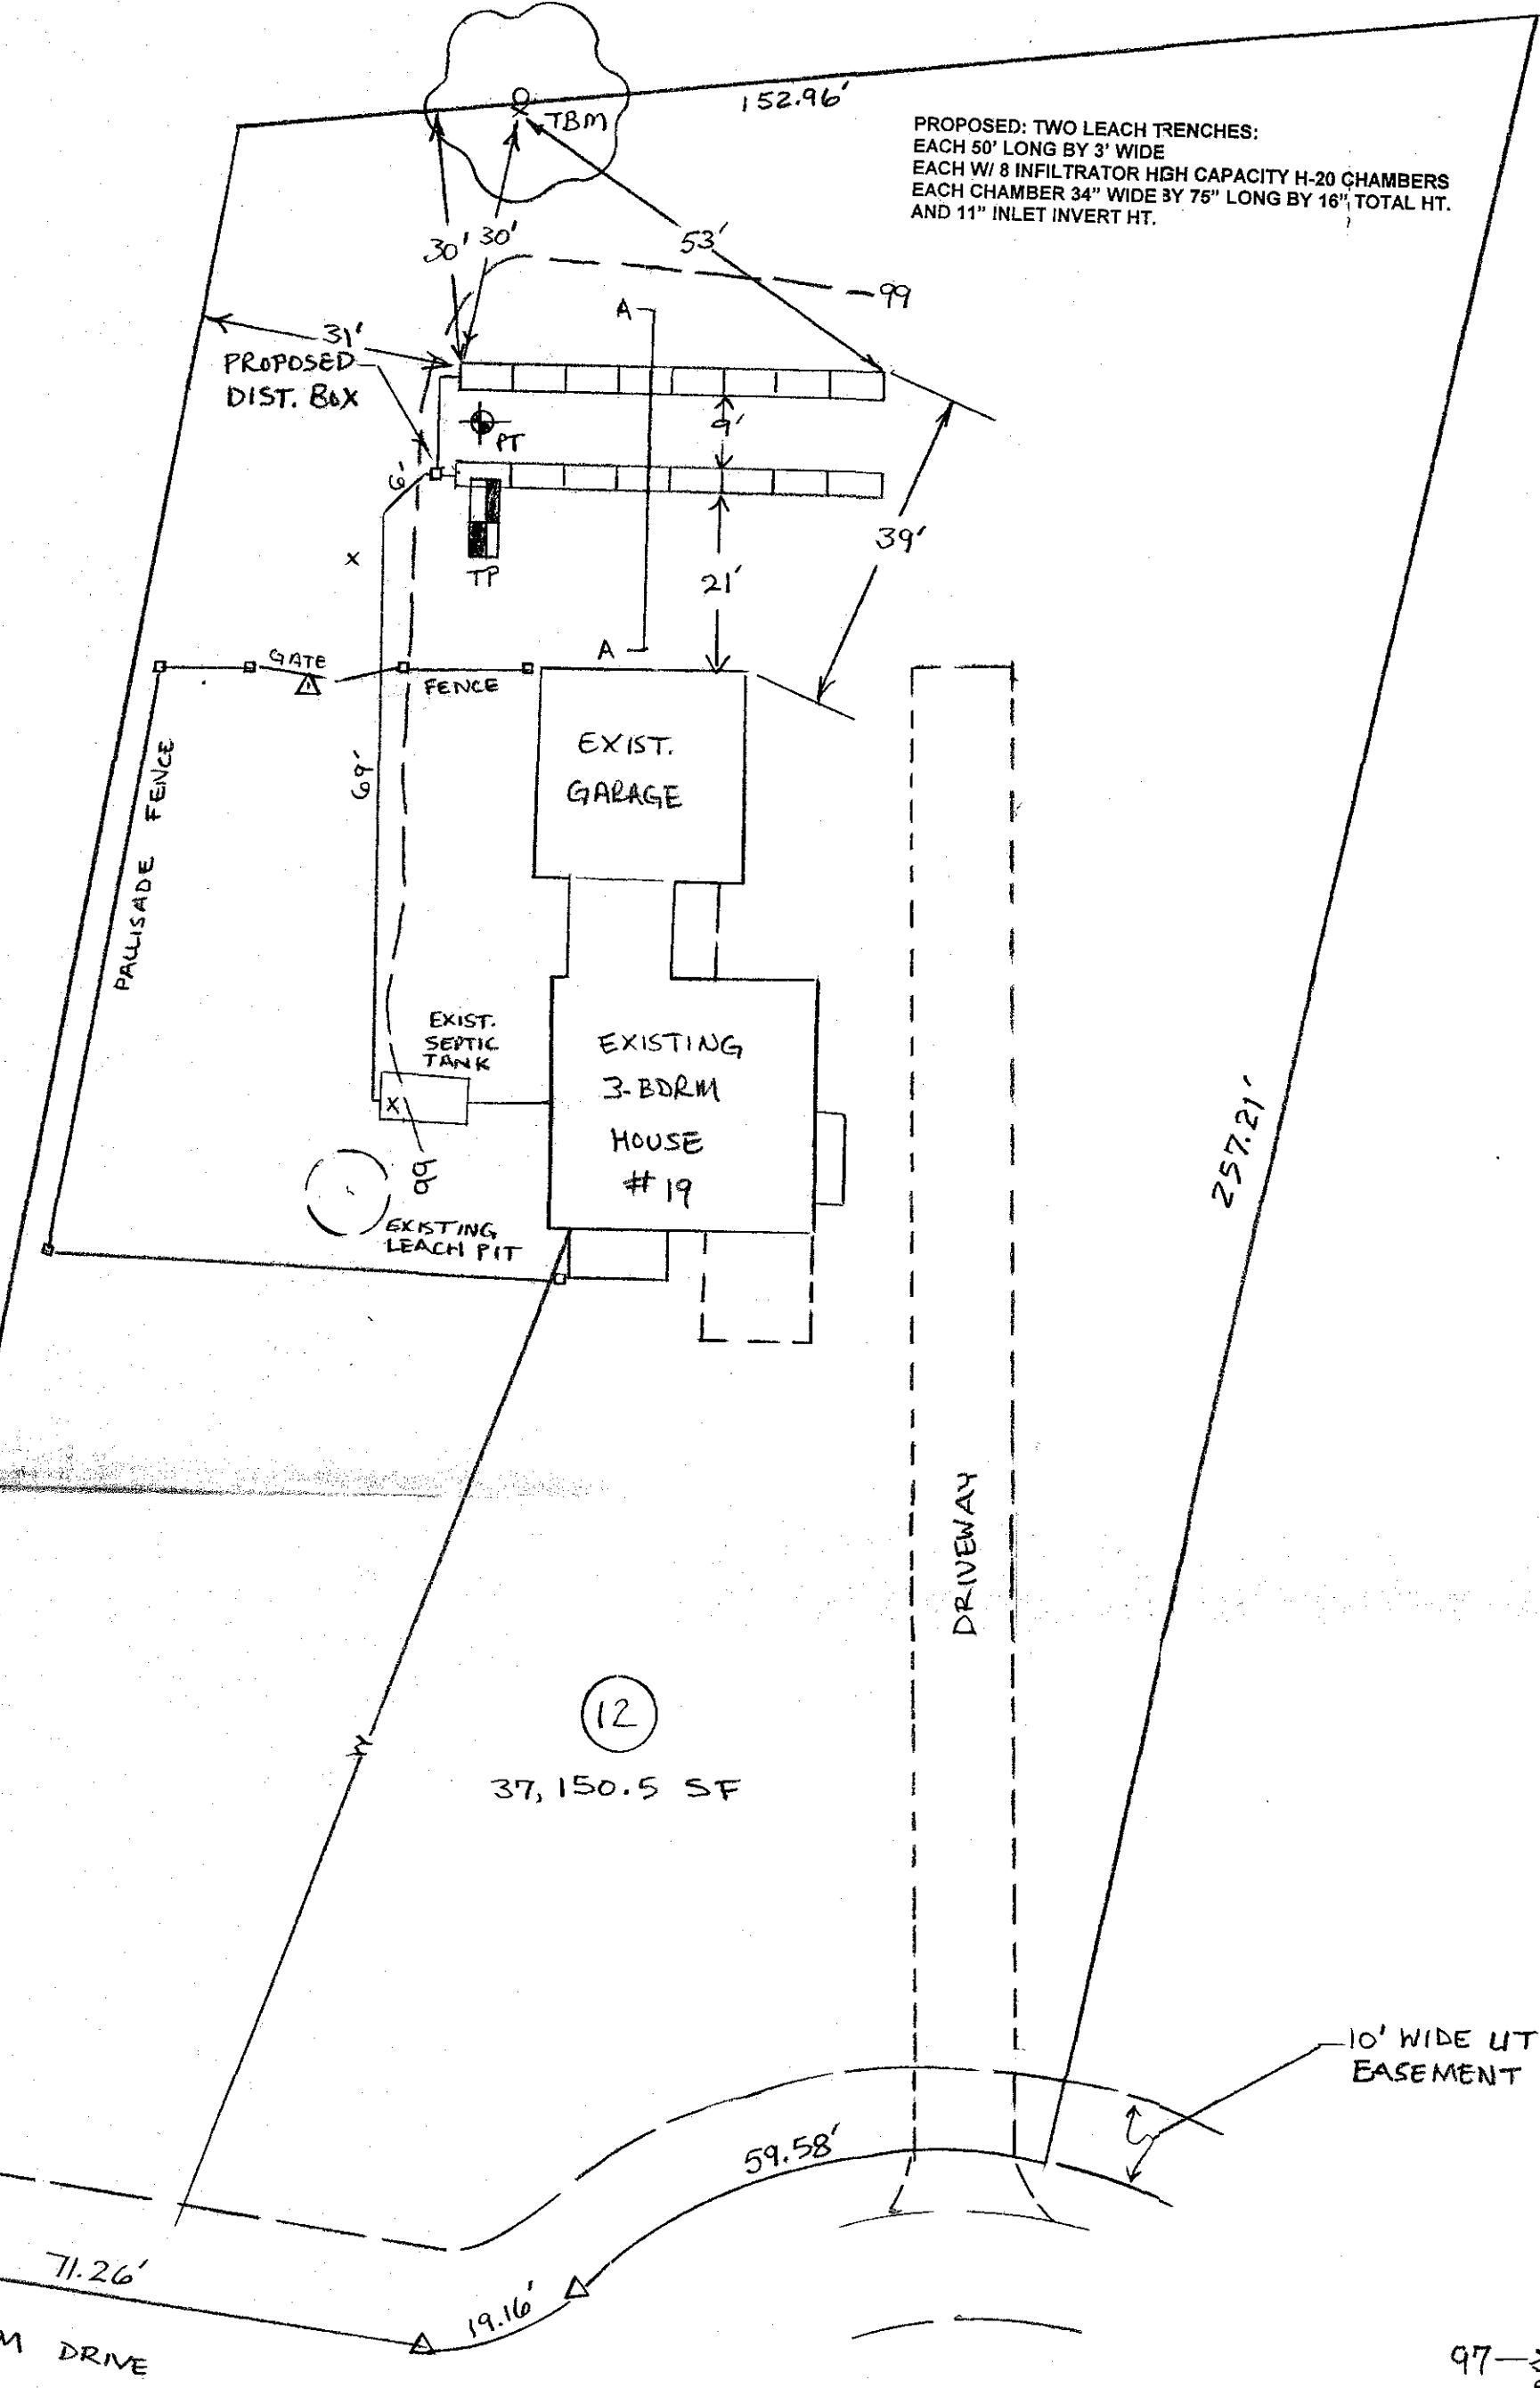 152.96'
TBM
PROPOSED: TWO LEACH TRENCHES:
EACH 50' LONG BY 3' WIDE
EACH W/ 8 INFILTRATOR HIGH CAPACITY H-20 CHAMBERS
EACH CHAMBER 34" WIDE BY 75" LONG BY 16" TOTAL HT.
AND 11" INLET INVERT HT.
30'
30'
53'
99
A
31'
PROPOSED
DIST. BOX
9'
PT
6'
39'
x
TP
21'
A
GATE
FENCE
EXIST.
GARAGE
69'
PALLISADE FENCE
EXIST.
SEPTIC
TANK
EXISTING
3-BDRM
HOUSE
# 19
x
99
EXISTING
LEACH PIT
257.21'
DRIVEWAY
W
12
37,150.5 SF
10' WIDE UT
EASEMENT
59.58'
71.26'
19.16'
M DRIVE
97